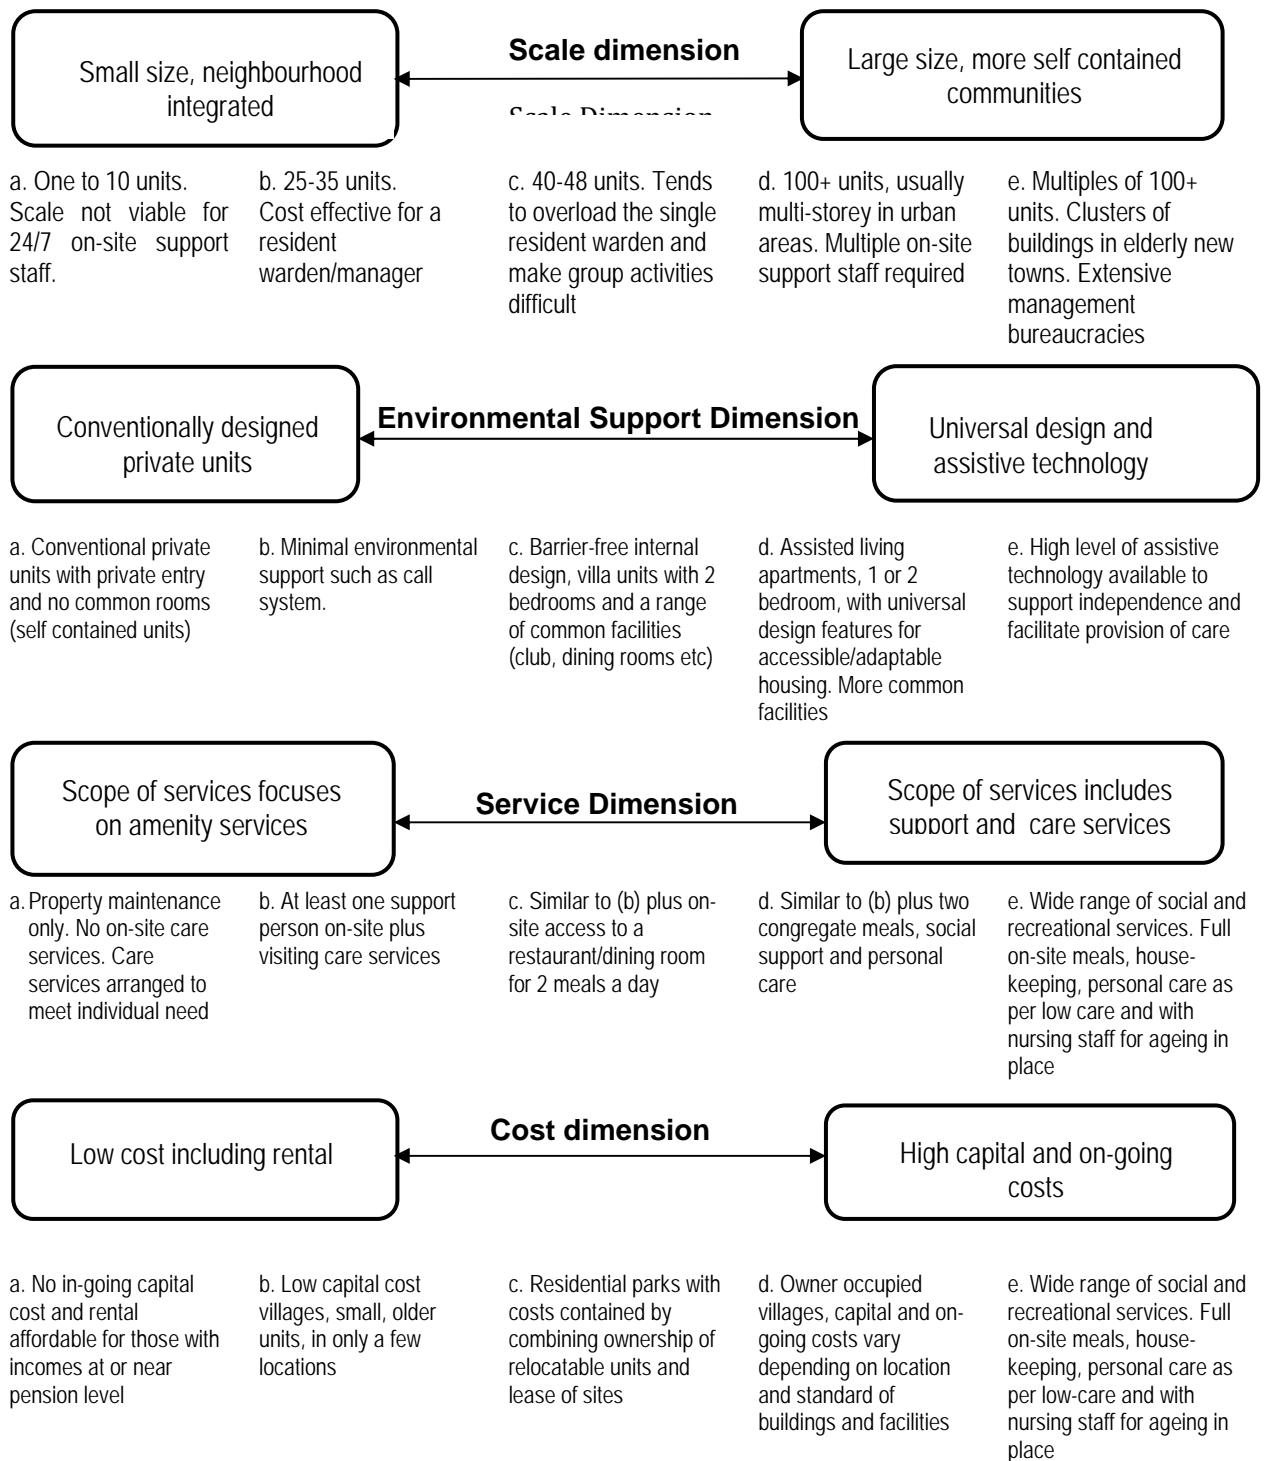 Small size, neighbourhood
integrated
Scale dimension
Scale Dimension
Large size, more self contained
communities
a. One to 10 units.
Scale not viable for
24/7 on-site support
staff.
b. 25-35 units.
Cost effective for a
resident
warden/manager
c. 40-48 units. Tends
to overload the single
resident warden and
make group activities
difficult
d. 100+ units, usually
multi-storey in urban
areas. Multiple on-site
support staff required
e. Multiples of 100+
units. Clusters of
buildings in elderly new
towns. Extensive
management
bureaucracies
Conventionally designed
private units
Environmental Support Dimension
Universal design and
assistive technology
a. Conventional private
units with private entry
and no common rooms
(self contained units)
b. Minimal environmental
support such as call
system.
c. Barrier-free internal
design, villa units with 2
bedrooms and a range
of common facilities
(club, dining rooms etc)
d. Assisted living
apartments, 1 or 2
bedroom, with universal
design features for
accessible/adaptable
housing. More common
facilities
e. High level of assistive
technology available to
support independence and
facilitate provision of care
Scope of services focuses
on amenity services
Service Dimension
Scope of services includes
support and care services
a. Property maintenance
only. No on-site care
services. Care
services arranged to
meet individual need
b. At least one support
person on-site plus
visiting care services
c. Similar to (b) plus on-
site access to a
restaurant/dining room
for 2 meals a day
d. Similar to (b) plus two
congregate meals, social
support and personal
care
e. Wide range of social and
recreational services. Full
on-site meals, house-
keeping, personal care as
per low care and with
nursing staff for ageing in
place
Low cost including rental
Cost dimension
High capital and on-going
costs
a. No in-going capital
cost and rental
affordable for those with
incomes at or near
pension level
b. Low capital cost
villages, small, older
units, in only a few
locations
c. Residential parks with
costs contained by
combining ownership of
relocatable units and
lease of sites
d. Owner occupied
villages, capital and on-
going costs vary
depending on location
and standard of
buildings and facilities
e. Wide range of social and
recreational services. Full
on-site meals, house-
keeping, personal care as
per low-care and with
nursing staff for ageing in
place